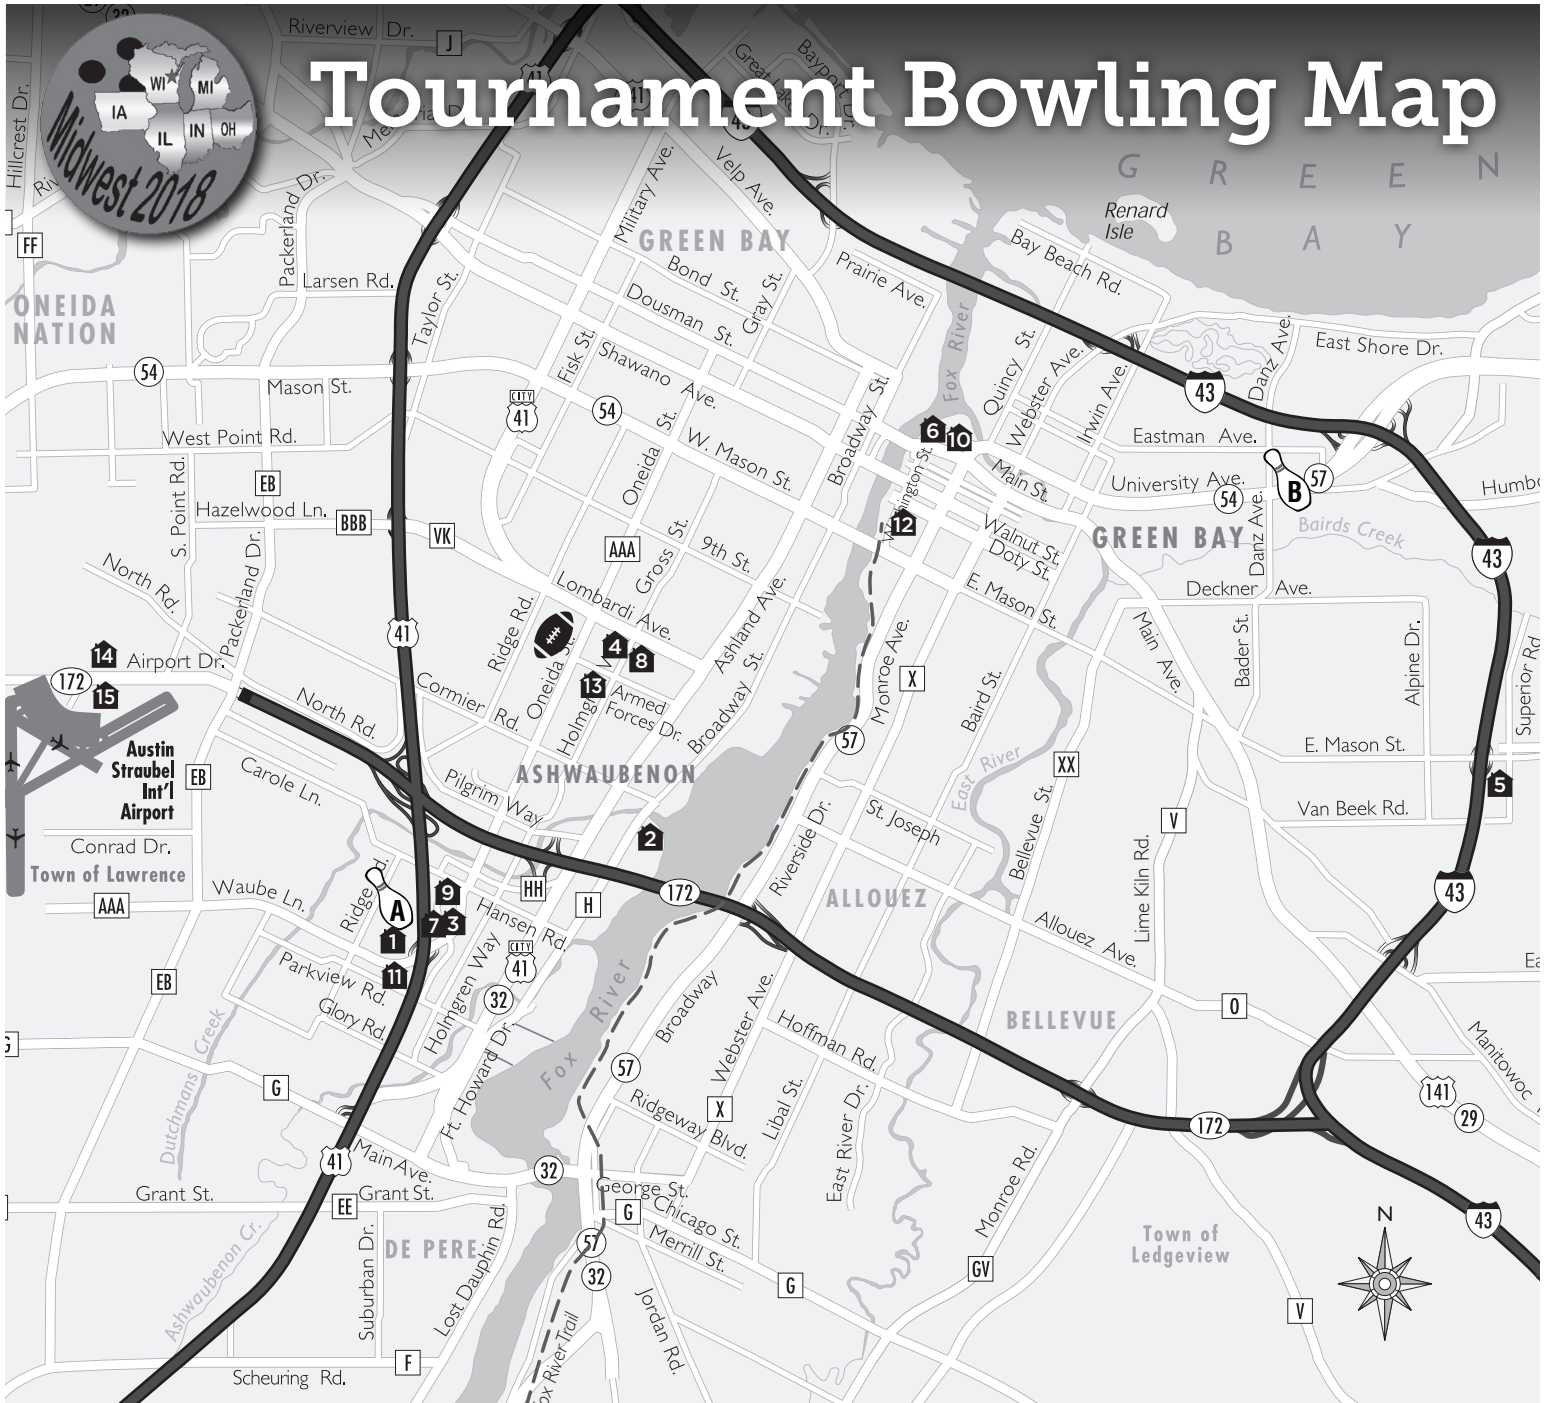 Tournament Bowling Map
WI
MI
IA
IL
IN
OH
Midwest 2018
Riverview Dr.
J
41
41
Great Lakes Dr.
Bayport Dr.
Hillcrest Dr.
Velp Ave.
Military Ave.
Packerland Dr.
G R E E N
B A Y
Renard
Isle
FF
GREEN BAY
Bay Beach Rd.
Prairie Ave.
Bond St.
Larsen Rd.
Dousman St.
Gray St.
Taylor St.
ONEIDA
NATION
Fox River
Quincy St.
Webster Ave.
Irwin Ave.
Danz Ave.
East Shore Dr.
Fisk St.
Shawano Ave.
54
Mason St.
CITY
41
54
Broadway St.
43
West Point Rd.
Oneida St.
W. Mason St.
6
10
Eastman Ave.
Main St.
University Ave.
54
B
57
EB
S. Point Rd.
Hazelwood Ln.
BBB
VK
Washington St.
12
Walnut St.
Doty St.
GREEN BAY
Danz Ave.
Bairds Creek
AAA
Gross St.
9th St.
43
North Rd.
Packerland Dr.
Lombardi Ave.
Ashland Ave.
E. Mason St.
Deckner Ave.
41
Ridge Rd.
Oneida St.
4
8
13
Holmgren
Armed
Forces Dr.
Broadway St.
Monroe Ave.
X
Baird St.
Main Ave.
Bader St.
Alpine Dr.
Superior Rd.
14
Airport Dr.
172
15
North Rd.
Cormier Rd.
57
Austin
Straubel
Int'l
Airport
EB
Carole Ln.
Pilgrim Way
ASHWAUBENON
East River
XX
E. Mason St.
5
Van Beek Rd.
2
St. Joseph
Bellevue St.
V
Conrad Dr.
Town of Lawrence
AAA
Waube Ln.
Ridge Rd.
A
1
9
7
3
11
HH
H
172
Hansen Rd.
Riverside Dr.
ALLOUEZ
Lime Kiln Rd.
43
Allouez Ave.
EB
Parkview Rd.
Glory Rd.
Holmgren Way
CITY
41
32
Fox River
Broadway
Webster Ave.
Hoffman Rd.
BELLEVUE
O
Manitowoc
G
Dutchmans Creek
G
Ft. Howard Dr.
57
Ridgeway Blvd.
X
Libal St.
East River Dr.
141
29
172
41
Main Ave.
32
George St.
Monroe Rd.
Grant St.
EE
Grant St.
G
Chicago St.
Merrill St.
N
43
Ashwaubenon Cr.
Suburban Dr.
DE PERE
Lost Dauphin Rd.
57
32
G
GV
Town of
Ledgeview
V
Scheuring Rd.
F
Fox River Trail
Jordan Rd.